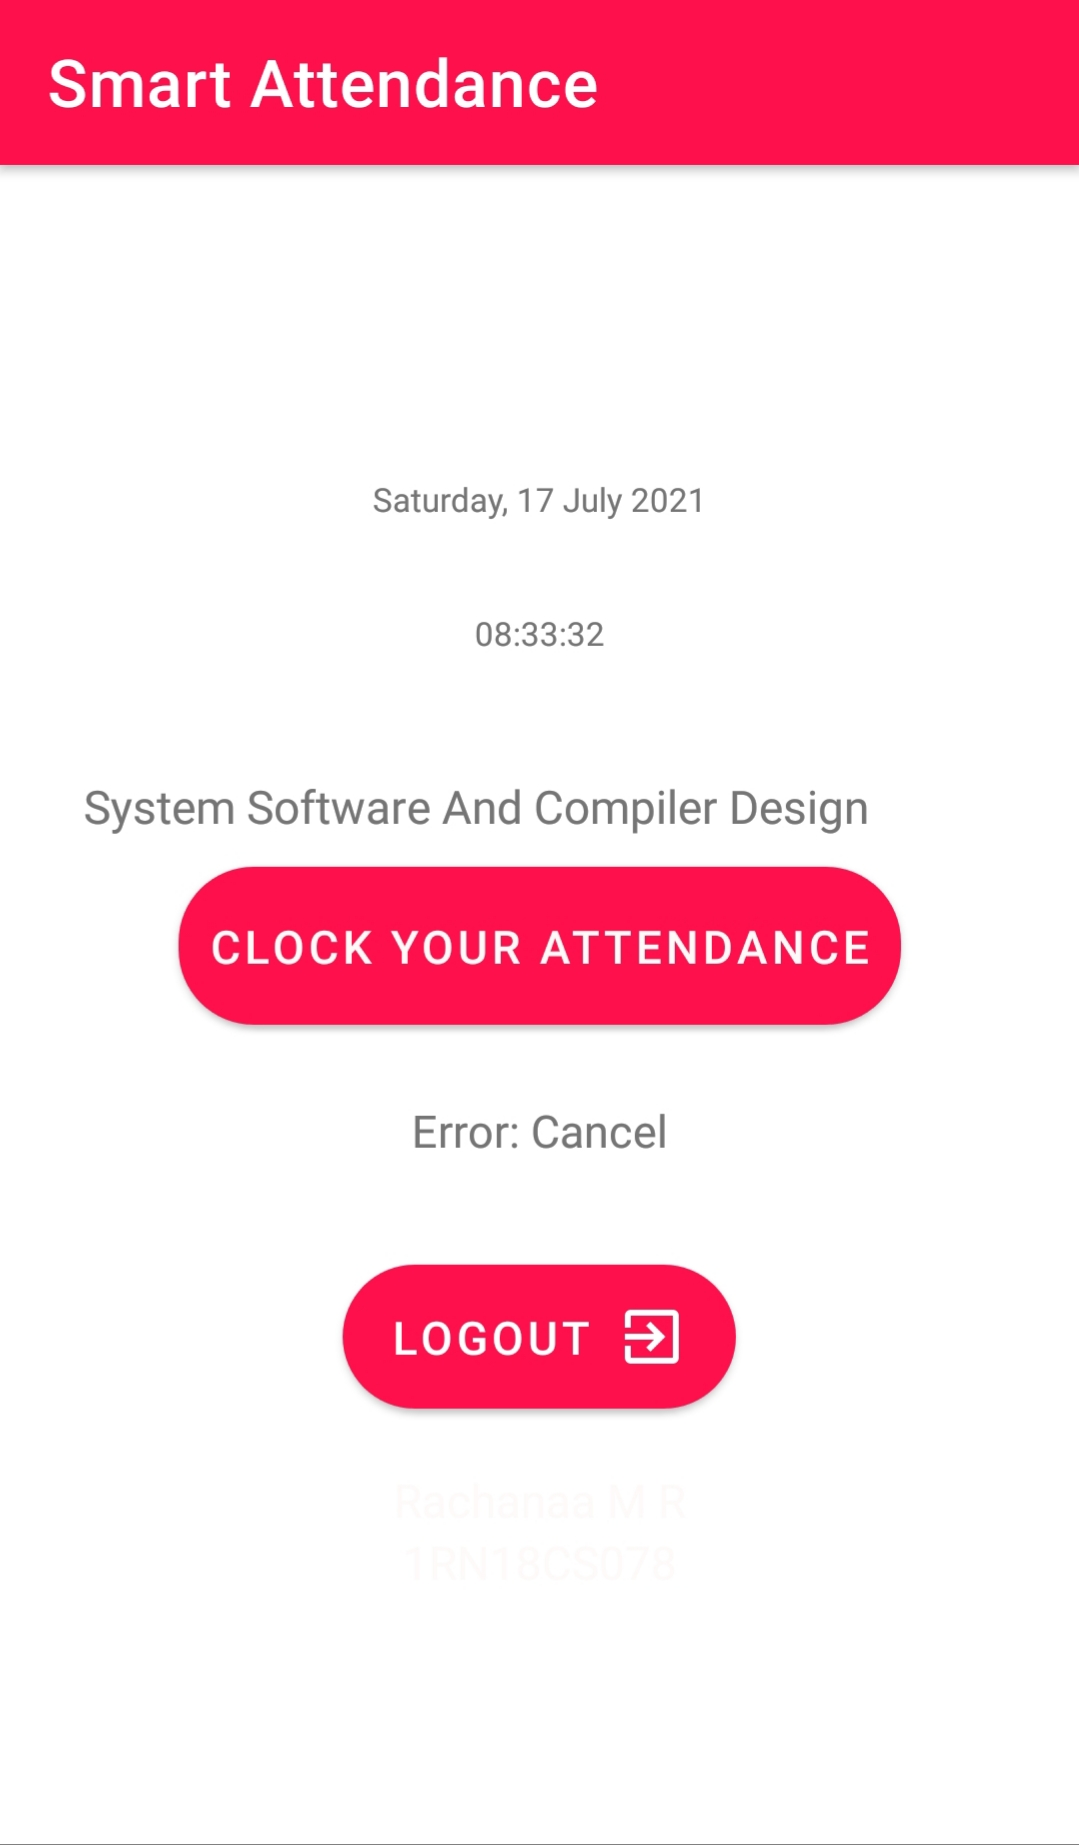 Smart Attendance
Saturday, 17 July 2021
08:33:32
System Software And Compiler Design
CLOCK YOUR ATTENDANCE
Error: Cancel
LOGOUT
Rachanaa M R
1RN18CS078